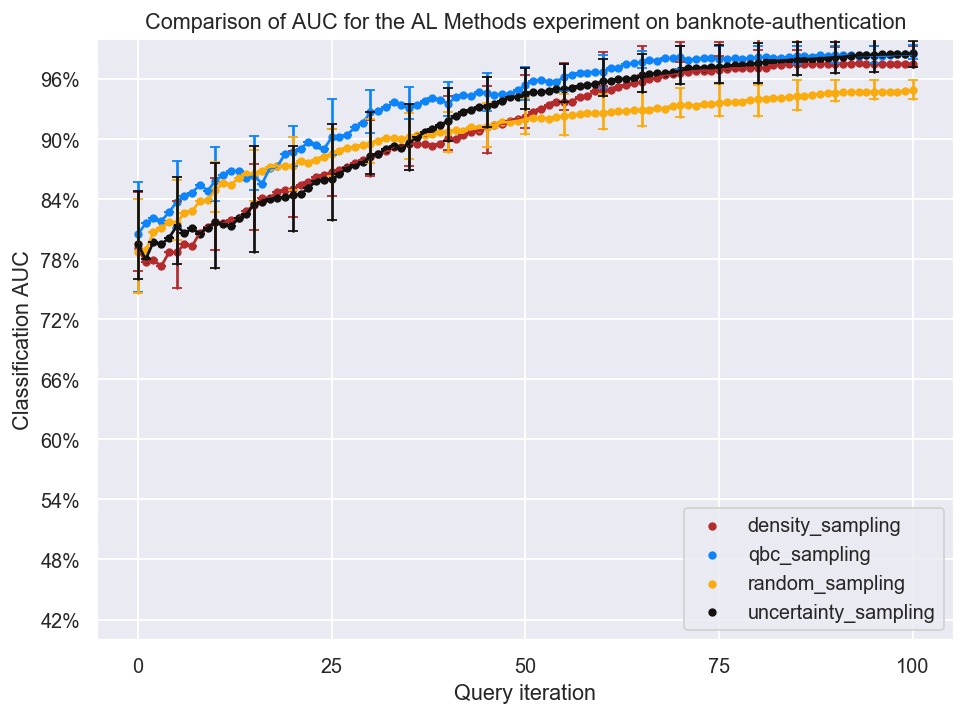 Comparison of AUC for the AL Methods experiment on banknote-authentication
96%
90%
84%
78%
72%
66%
60%
54%
48%
42%
Classification AUC
density_sampling
qbc_sampling
random_sampling
uncertainty_sampling
0
25
50
75
100
Query iteration